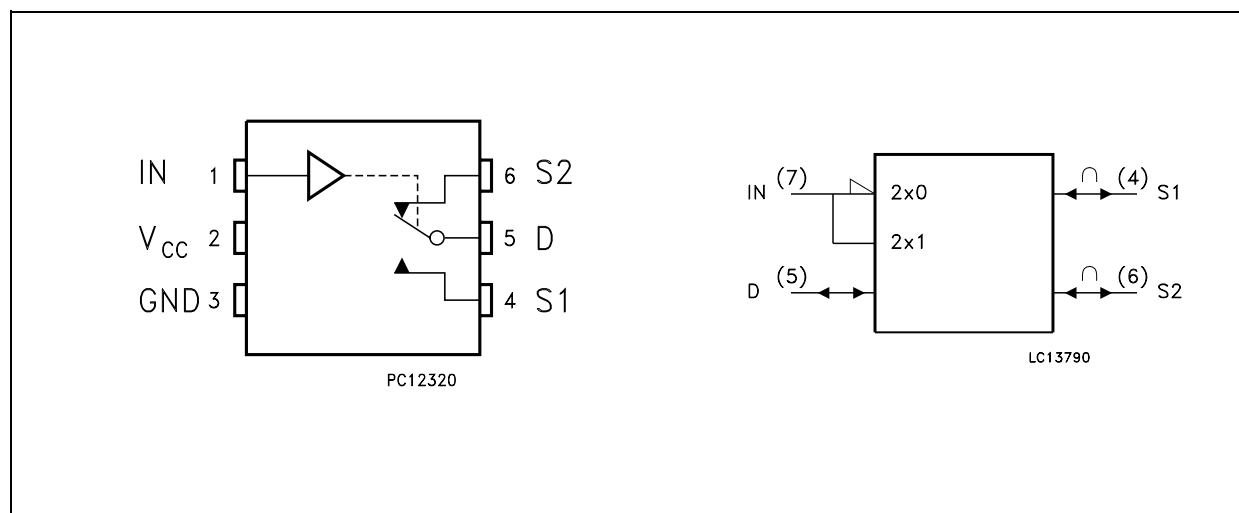 IN 1
6 S2
V_CC 2
5 D
GND 3
4 S1
PC12320
IN (7)
2x0
∩ (4) S1
2x1
D (5)
∩ (6) S2
LC13790